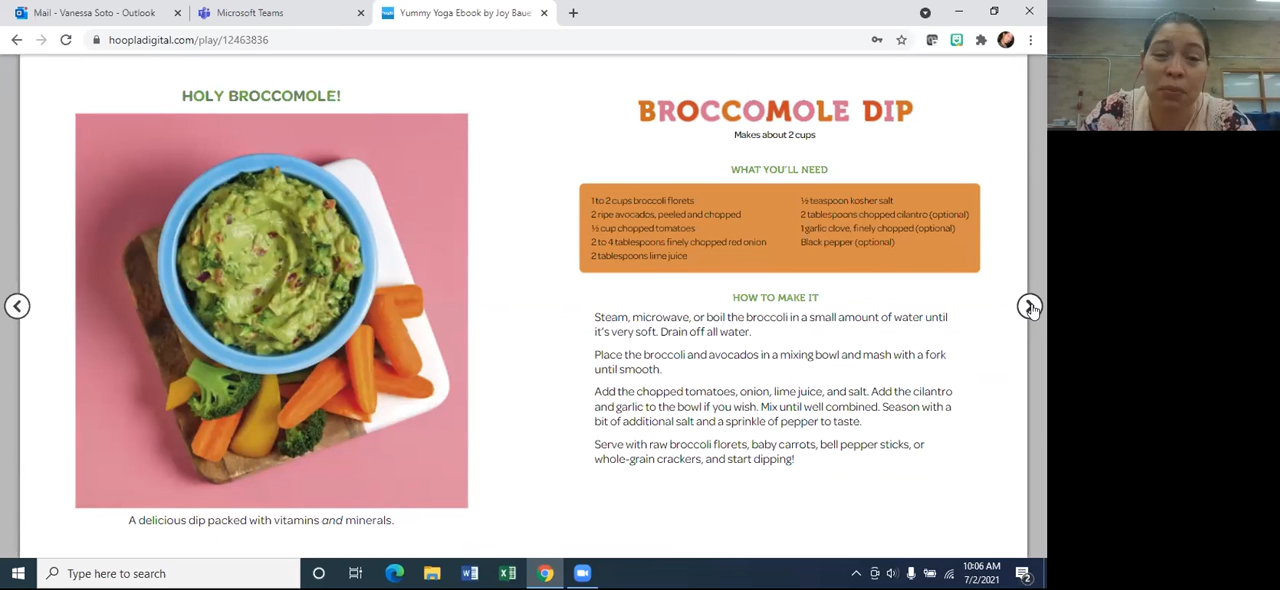 Mail - Vanessa Soto - Outlook
Microsoft Teams
Yummy Yoga Ebook by Joy Baue
hoopladigital.com/play/12463836
HOLY BROCCOMOLE!
A delicious dip packed with vitamins and minerals.
BROCCOMOLE DIP
Makes about 2 cups
WHAT YOU'LL NEED
1 to 2 cups broccoli florets
2 ripe avocados, peeled and chopped
½ cup chopped tomatoes
2 to 4 tablespoons finely chopped red onion
2 tablespoons lime juice
½ teaspoon kosher salt
2 tablespoons chopped cilantro (optional)
1 garlic clove, finely chopped (optional)
Black pepper (optional)
HOW TO MAKE IT
Steam, microwave, or boil the broccoli in a small amount of water until
it's very soft. Drain off all water.
Place the broccoli and avocados in a mixing bowl and mash with a fork
until smooth.
Add the chopped tomatoes, onion, lime juice, and salt. Add the cilantro
and garlic to the bowl if you wish. Mix until well combined. Season with a
bit of additional salt and a sprinkle of pepper to taste.
Serve with raw broccoli florets, baby carrots, bell pepper sticks, or
whole-grain crackers, and start dipping!
Type here to search
10:06 AM
7/2/2021
2